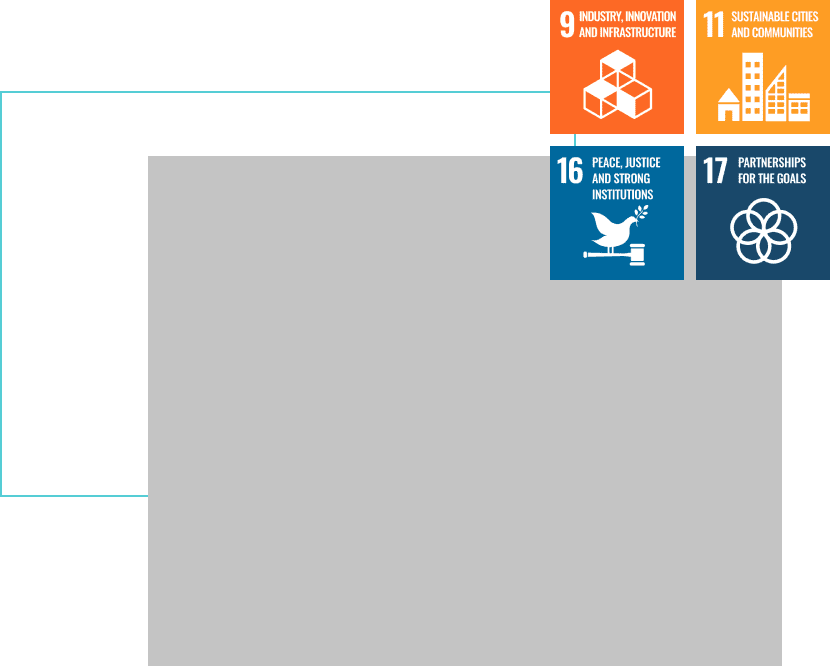 9 INDUSTRY, INNOVATION
AND INFRASTRUCTURE
11 SUSTAINABLE CITIES
AND COMMUNITIES
16 PEACE, JUSTICE
AND STRONG
INSTITUTIONS
17 PARTNERSHIPS
FOR THE GOALS